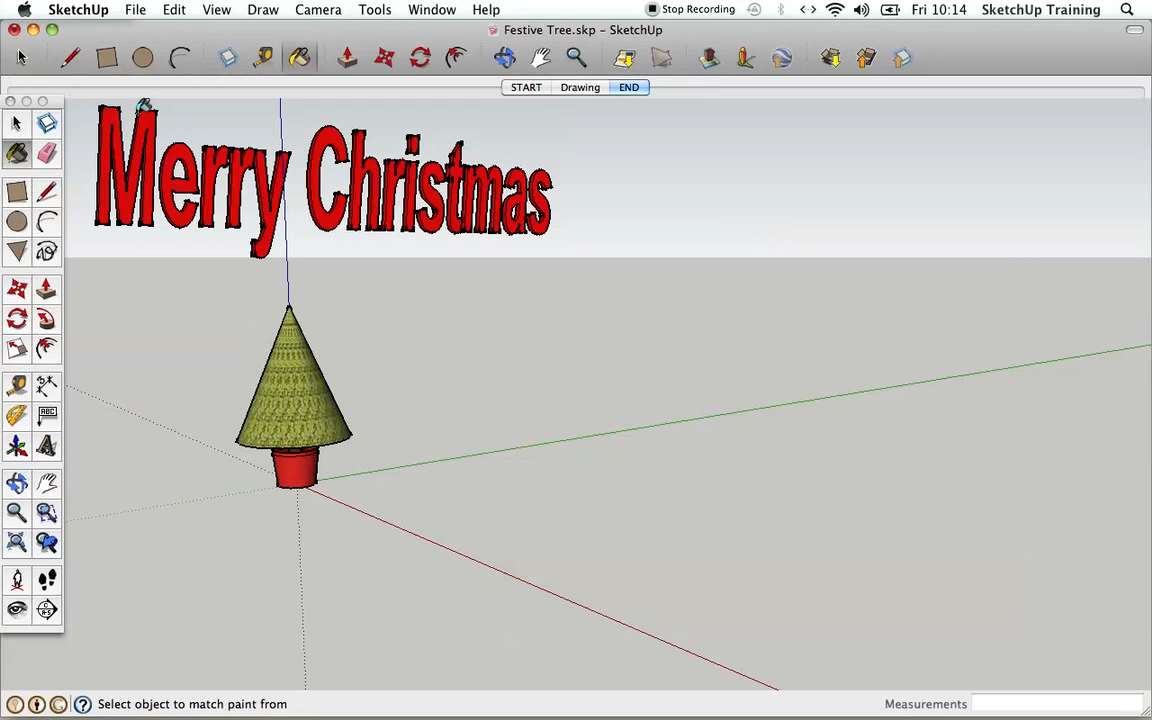 SketchUp File Edit View Draw Camera Tools Window Help Stop Recording Fri 10:14 SketchUp Training
Festive Tree.skp - SketchUp
START Drawing END
Merry Christmas
ABC
A
Select object to match paint from
Measurements